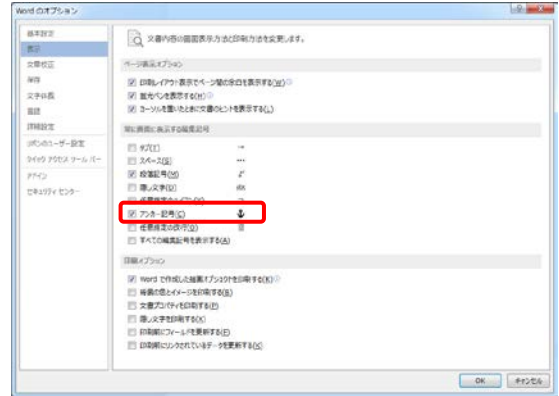 Word のオプション
基本設定
表示
文章校正
保存
文字体裁
言語
詳細設定
リボンのユーザー設定
クイック アクセス ツール バー
アドイン
セキュリティ センター
文書内容の画面表示方法と印刷方法を変更します。
ページ表示オプション
印刷レイアウト表示でページ間の余白を表示する(W)
蛍光ペンを表示する(H)
カーソルを置いたときに文書のヒントを表示する(L)
常に画面に表示する編集記号
タブ(T)
スペース(S)
段落記号(M)
隠し文字(D)
アンカー記号(C)
任意指定の改行(O)
すべての編集記号を表示する(A)
印刷オプション
Word で作成した描画オブジェクトを印刷する(R)
背景の色とイメージを印刷する(B)
文書プロパティを印刷する(P)
隠し文字を印刷する(X)
印刷前にフィールドを更新する(F)
印刷前にリンクされているデータを更新する(K)
OK
キャンセル